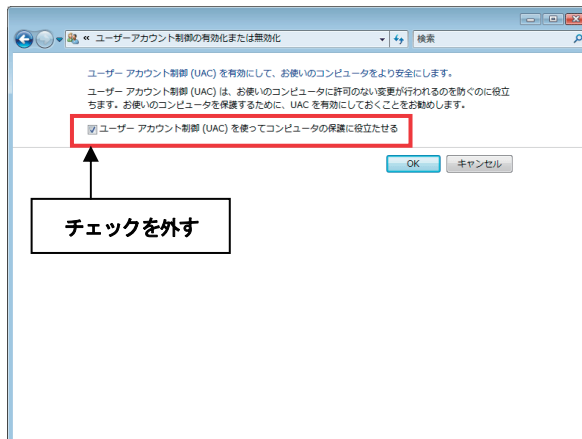 « ユーザーアカウント制御の有効化または無効化
検索
ユーザー アカウント制御 (UAC) を有効にして、お使いのコンピュータをより安全にします。
ユーザー アカウント制御 (UAC) は、お使いのコンピュータに許可のない変更が行われるのを防ぐのに役立
ちます。お使いのコンピュータを保護するために、UAC を有効にしておくことをお勧めします。
ユーザー アカウント制御 (UAC) を使ってコンピュータの保護に役立たせる
OK
キャンセル
チェックを外す